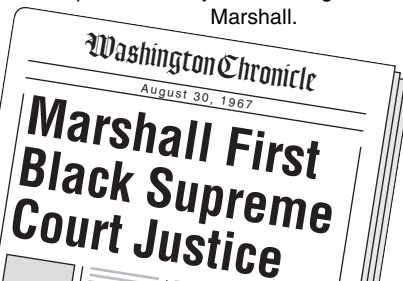 Marshall.
Washington Chronicle
August 30, 1967
Marshall First
Black Supreme
Court Justice